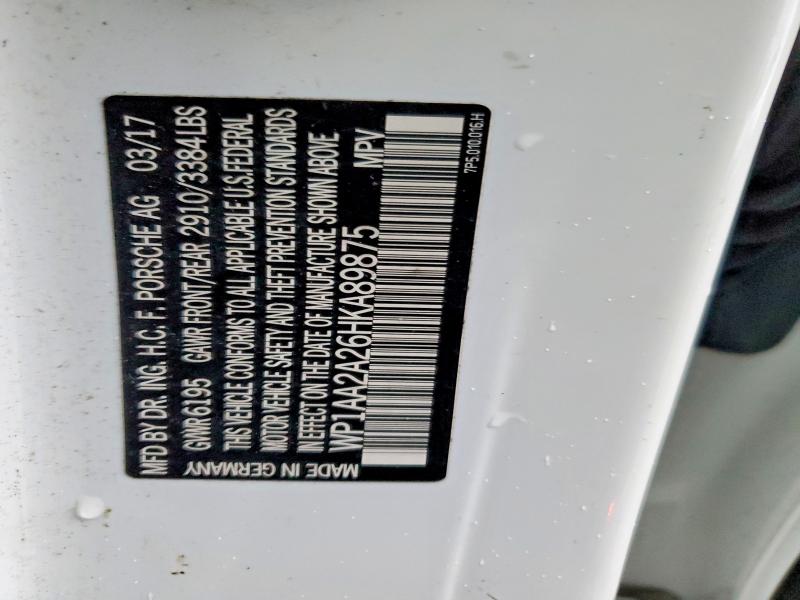 MFD BY DR. ING. H.C. F. PORSCHE AG 03/17
GVWR 6195 GAWR FRONT/REAR 2910/3384LBS
THIS VEHICLE CONFORMS TO ALL APPLICABLE U.S. FEDERAL
MOTOR VEHICLE SAFETY AND THEFT PREVENTION STANDARDS
IN EFFECT ON THE DATE OF MANUFACTURE SHOWN ABOVE
WP1AA2A26HKA89875 MPV
MADE IN GERMANY
7P5.010.016.H